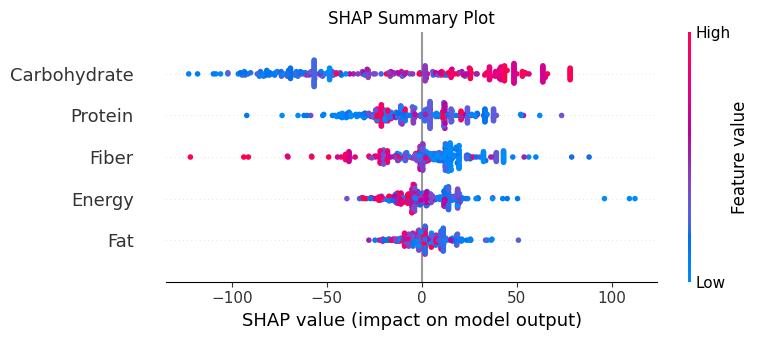 SHAP Summary Plot
High
Carbohydrate
Protein
Fiber
Energy
Fat
Feature value
Low
−100
−50
0
50
100
SHAP value (impact on model output)